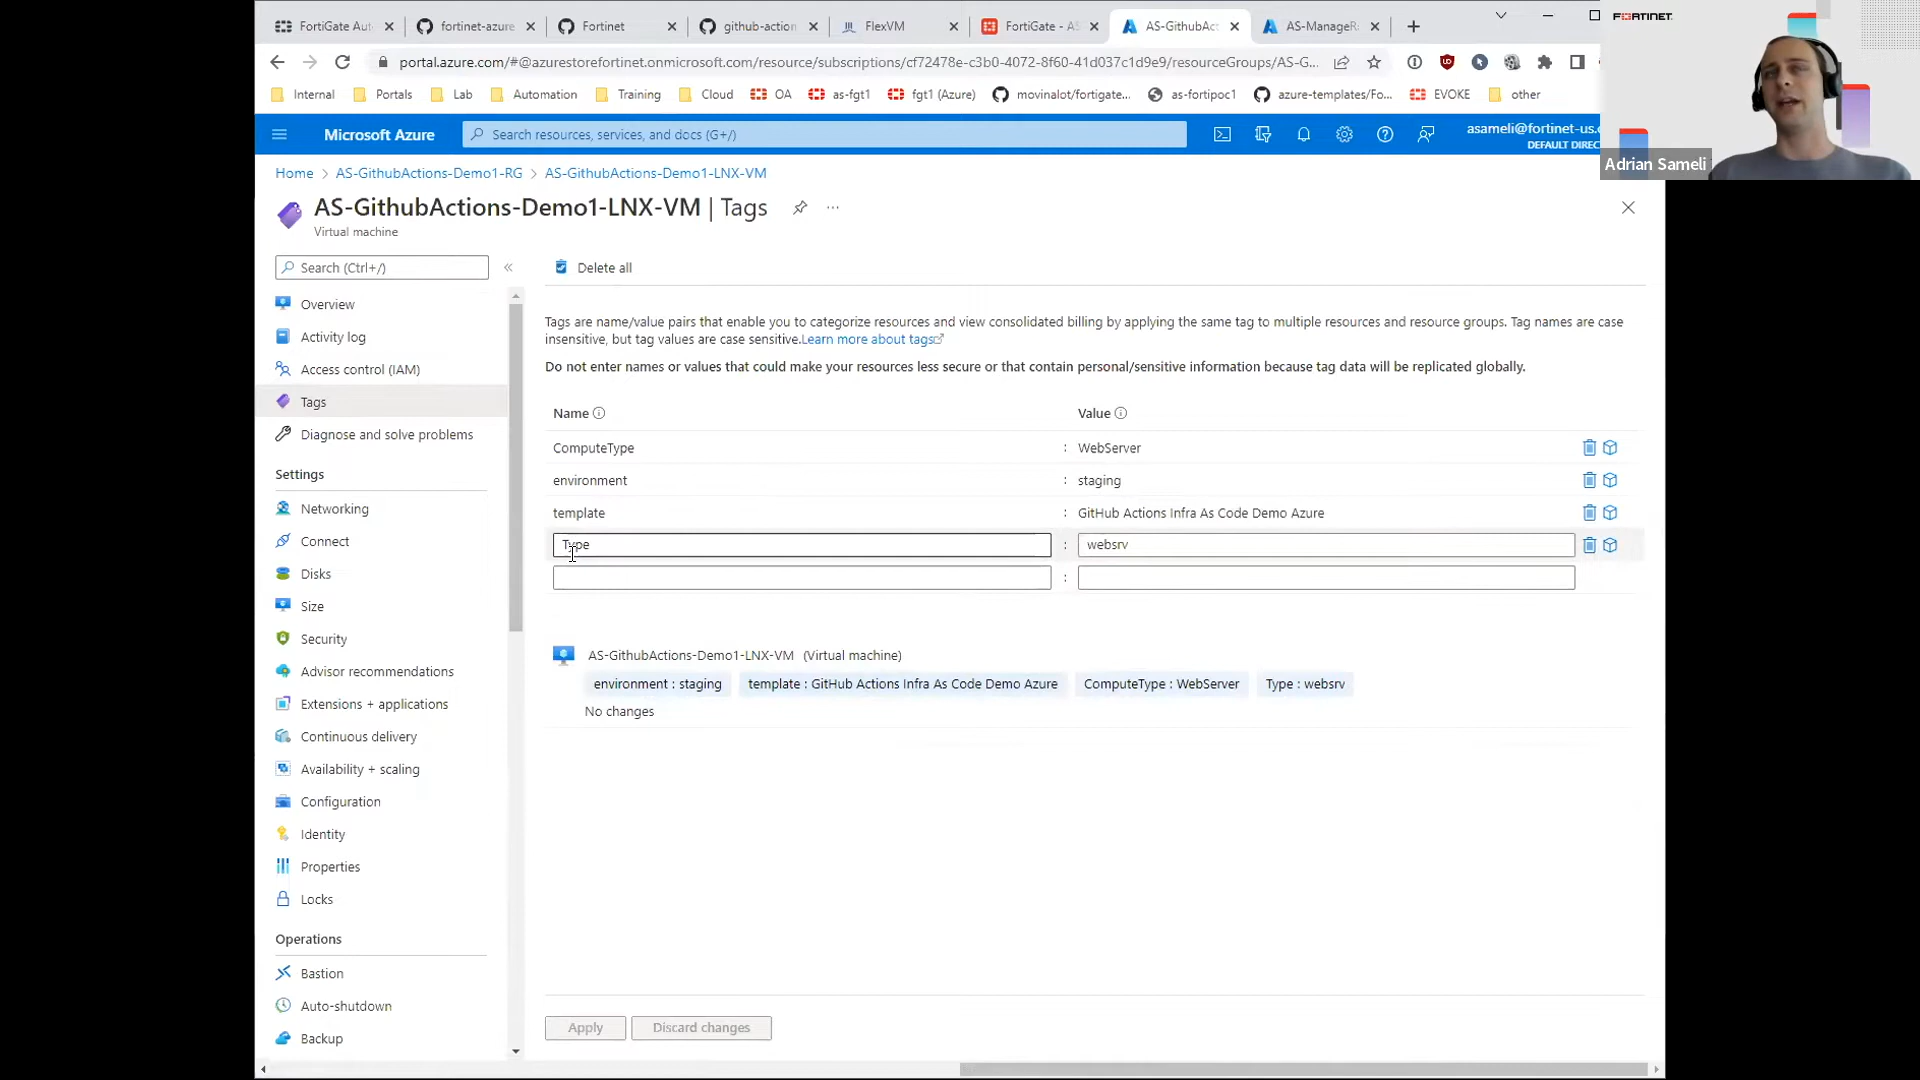 FortiGate Aut
fortinet-azure
Fortinet
github-action
FlexVM
FortiGate - AS
AS-GithubAct
AS-ManageR
FORTINET
portal.azure.com/#@azurestorefortinet.onmicrosoft.com/resource/subscriptions/cf72478e-c3b0-4072-8f60-41d037c1d9e9/resourceGroups/AS-G...
Internal
Portals
Lab
Automation
Training
Cloud
OA
as-fgt1
fgt1 (Azure)
movinalot/fortigate...
as-fortipoc1
azure-templates/Fo...
EVOKE
other
Microsoft Azure
Search resources, services, and docs (G+/)
asameli@fortinet-us.c
DEFAULT DIREC
Adrian Sameli
Home > AS-GithubActions-Demo1-RG > AS-GithubActions-Demo1-LNX-VM
AS-GithubActions-Demo1-LNX-VM | Tags
Virtual machine
Search (Ctrl+/)
Overview
Activity log
Access control (IAM)
Tags
Diagnose and solve problems
Settings
Networking
Connect
Disks
Size
Security
Advisor recommendations
Extensions + applications
Continuous delivery
Availability + scaling
Configuration
Identity
Properties
Locks
Operations
Bastion
Auto-shutdown
Backup
Delete all
Tags are name/value pairs that enable you to categorize resources and view consolidated billing by applying the same tag to multiple resources and resource groups. Tag names are case
insensitive, but tag values are case sensitive.Learn more about tags
Do not enter names or values that could make your resources less secure or that contain personal/sensitive information because tag data will be replicated globally.
Name Value
ComputeType : WebServer
environment : staging
template : GitHub Actions Infra As Code Demo Azure
Type : websrv
:
AS-GithubActions-Demo1-LNX-VM (Virtual machine)
environment : staging template : GitHub Actions Infra As Code Demo Azure ComputeType : WebServer Type : websrv
No changes
Apply Discard changes